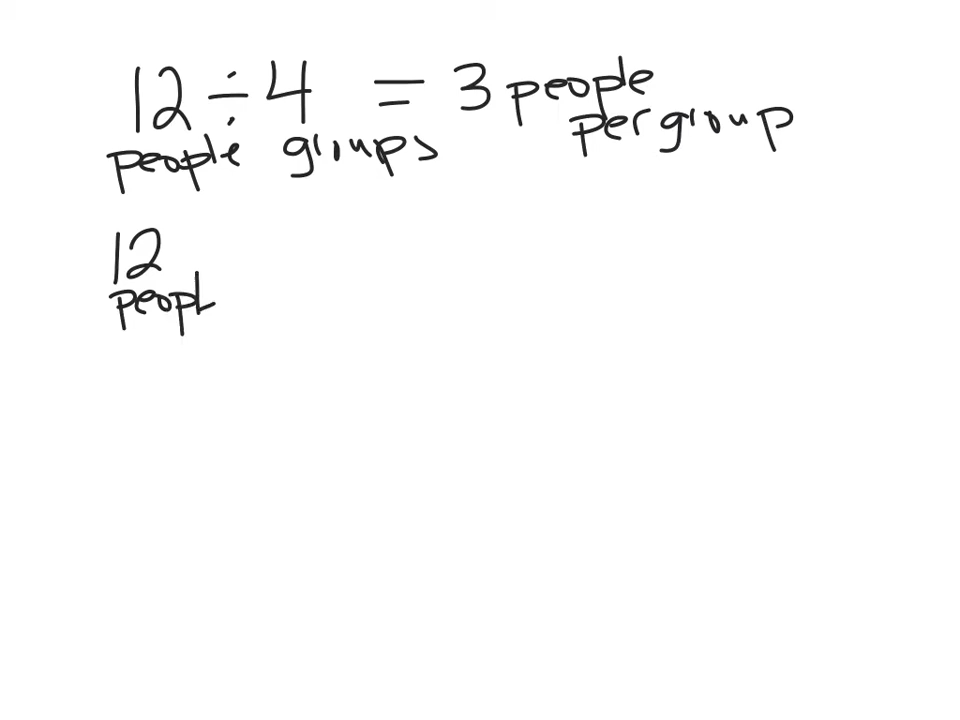 12 ÷ 4 = 3 people
per group
people groups
12
peopl